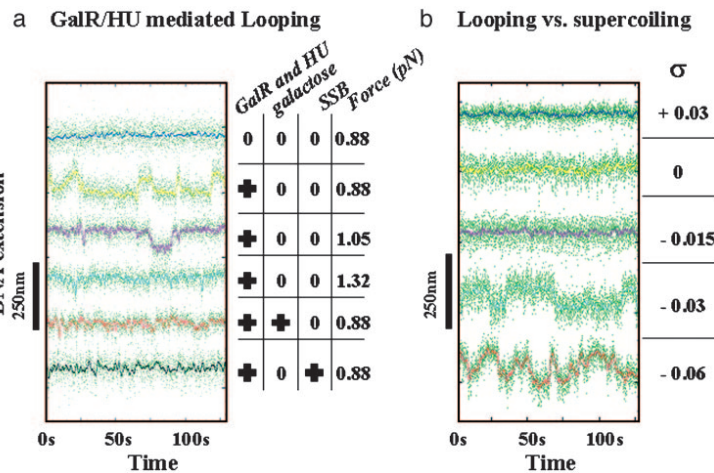 a GalR/HU mediated Looping
GalR and HU
galactose
SSB
Force (pN)
0 0 0 0.88
✚ 0 0 0.88
✚ 0 0 1.05
✚ 0 0 1.32
✚ ✚ 0 0.88
✚ 0 ✚ 0.88
extension
250nm
0s 50s 100s
Time
b Looping vs. supercoiling
σ
+ 0.03
0
- 0.015
- 0.03
- 0.06
250nm
0s 50s 100s
Time